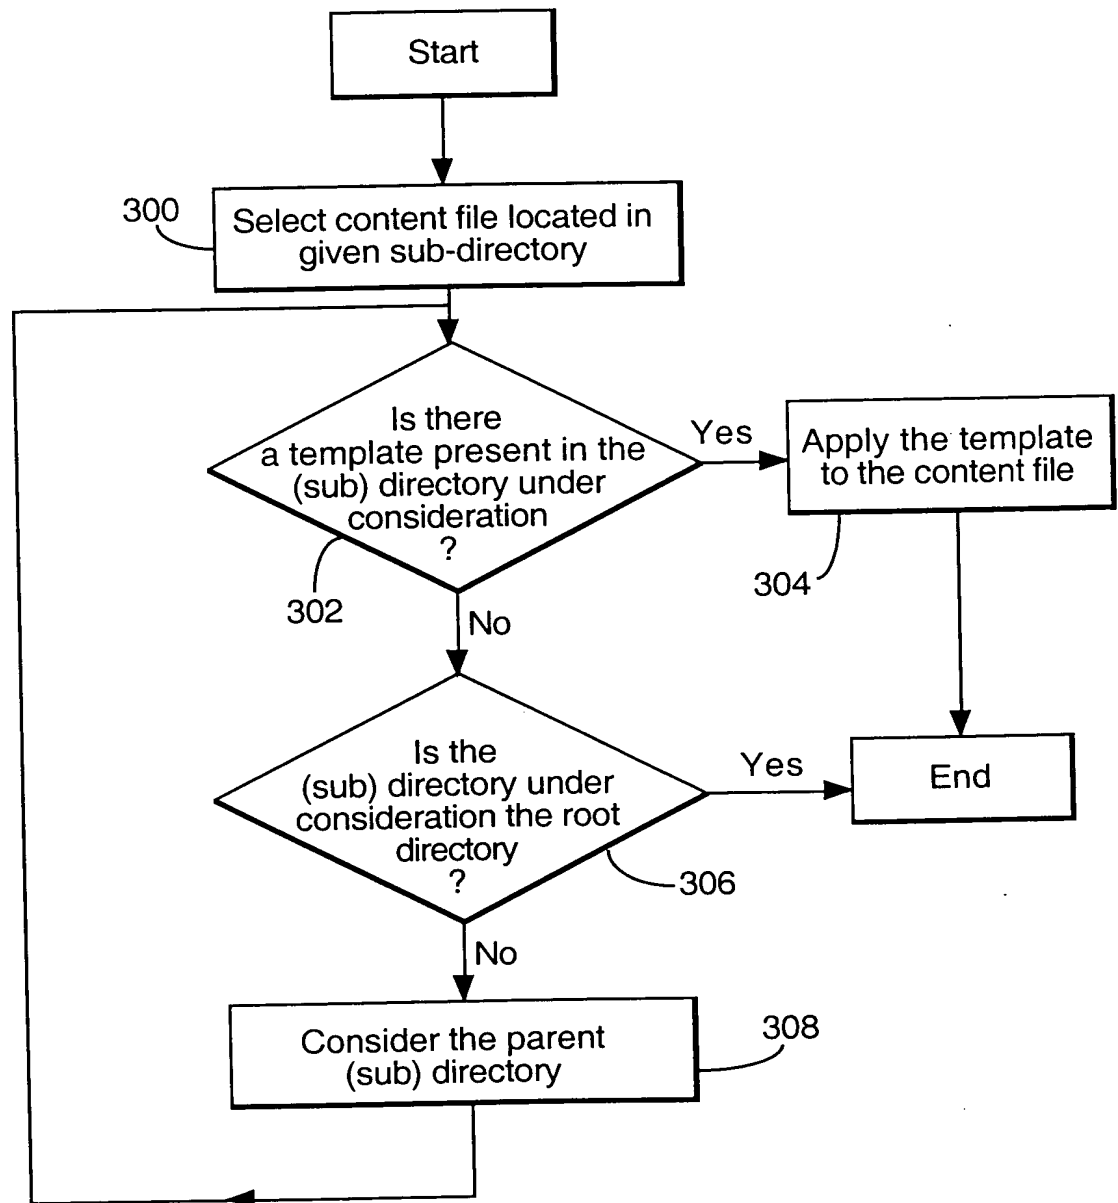 Start
300
Select content file located in
given sub-directory
Is there
a template present in the
(sub) directory under
consideration
?
302
Yes
Apply the template
to the content file
304
No
Is the
(sub) directory under
consideration the root
directory
?
306
Yes
End
No
Consider the parent
(sub) directory
308